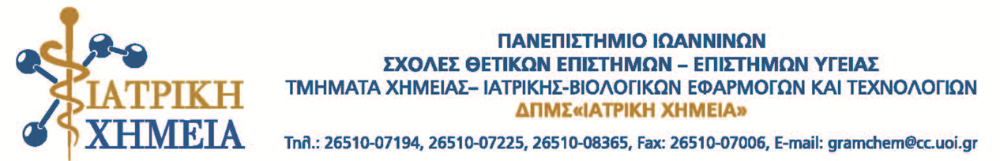 ΙΑΤΡΙΚΗ
ΧΗΜΕΙΑ
ΠΑΝΕΠΙΣΤΗΜΙΟ ΙΩΑΝΝΙΝΩΝ
ΣΧΟΛΕΣ ΘΕΤΙΚΩΝ ΕΠΙΣΤΗΜΩΝ – ΕΠΙΣΤΗΜΩΝ ΥΓΕΙΑΣ
ΤΜΗΜΑΤΑ ΧΗΜΕΙΑΣ– ΙΑΤΡΙΚΗΣ-ΒΙΟΛΟΓΙΚΩΝ ΕΦΑΡΜΟΓΩΝ ΚΑΙ ΤΕΧΝΟΛΟΓΙΩΝ
ΔΠΜΣ«ΙΑΤΡΙΚΗ ΧΗΜΕΙΑ»
Τηλ.: 26510-07194, 26510-07225, 26510-08365, Fax: 26510-07006, E-mail: gramchem@cc.uoi.gr